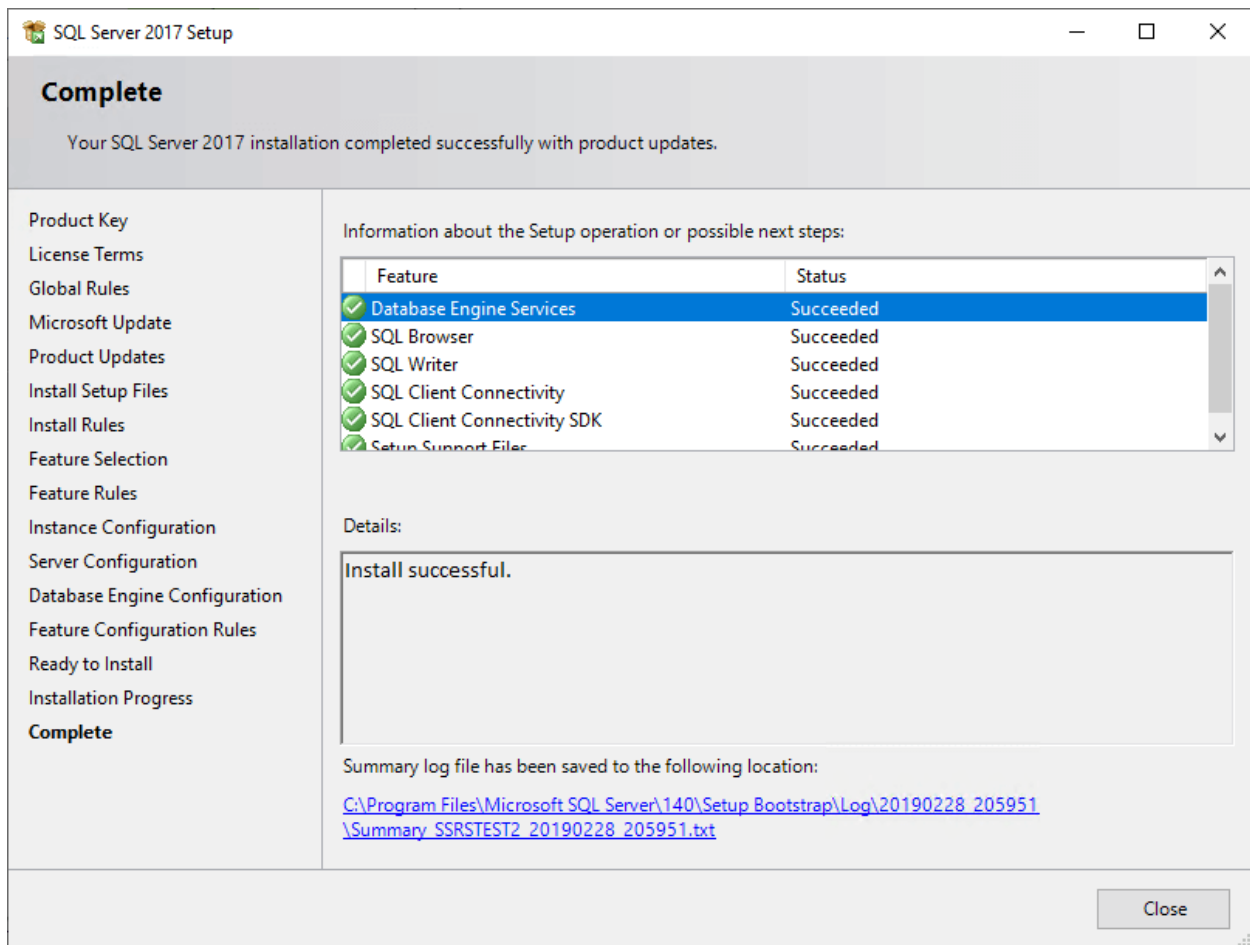 SQL Server 2017 Setup
Complete
Your SQL Server 2017 installation completed successfully with product updates.
Product Key
License Terms
Global Rules
Microsoft Update
Product Updates
Install Setup Files
Install Rules
Feature Selection
Feature Rules
Instance Configuration
Server Configuration
Database Engine Configuration
Feature Configuration Rules
Ready to Install
Installation Progress
Complete
Information about the Setup operation or possible next steps:
Feature Status
Database Engine Services Succeeded
SQL Browser Succeeded
SQL Writer Succeeded
SQL Client Connectivity Succeeded
SQL Client Connectivity SDK Succeeded
Setup Support Files Succeeded
Details:
Install successful.
Summary log file has been saved to the following location:
C:\Program Files\Microsoft SQL Server\140\Setup Bootstrap\Log\20190228_205951
\Summary_SSRSTEST2_20190228_205951.txt
Close